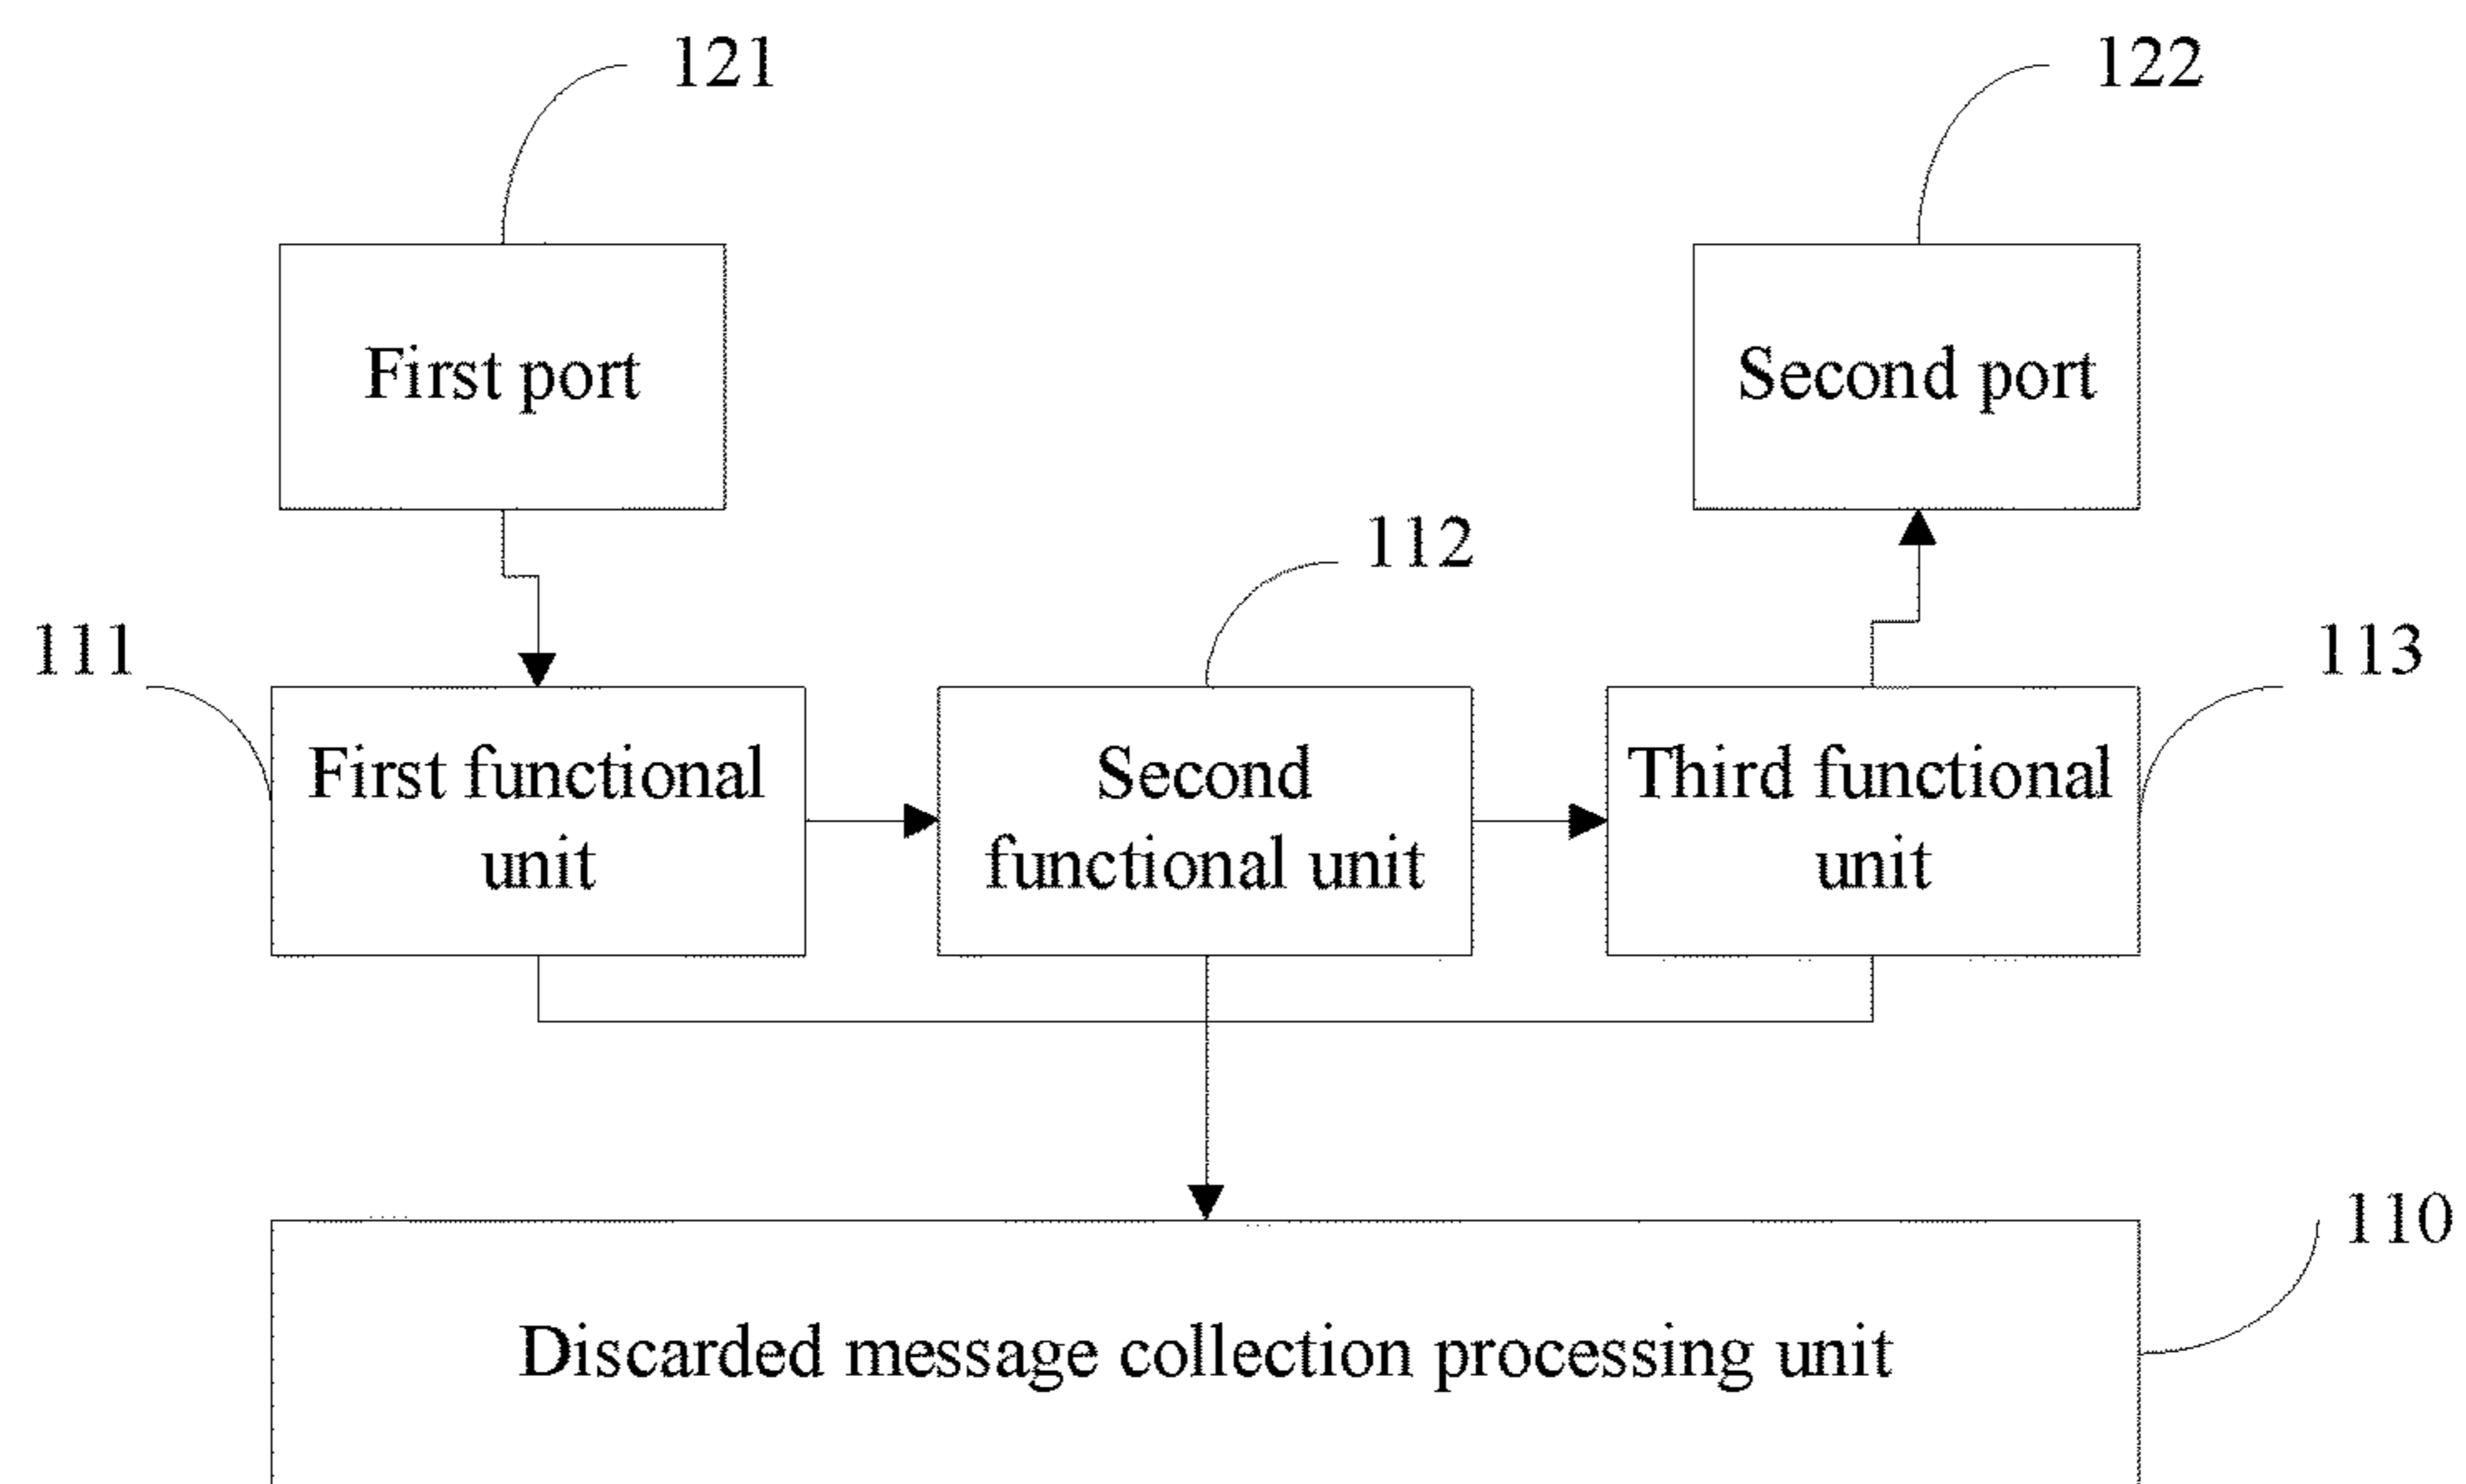 121
122
First port
Second port
112
111
113
First functional
unit
Second
functional unit
Third functional
unit
110
Discarded message collection processing unit